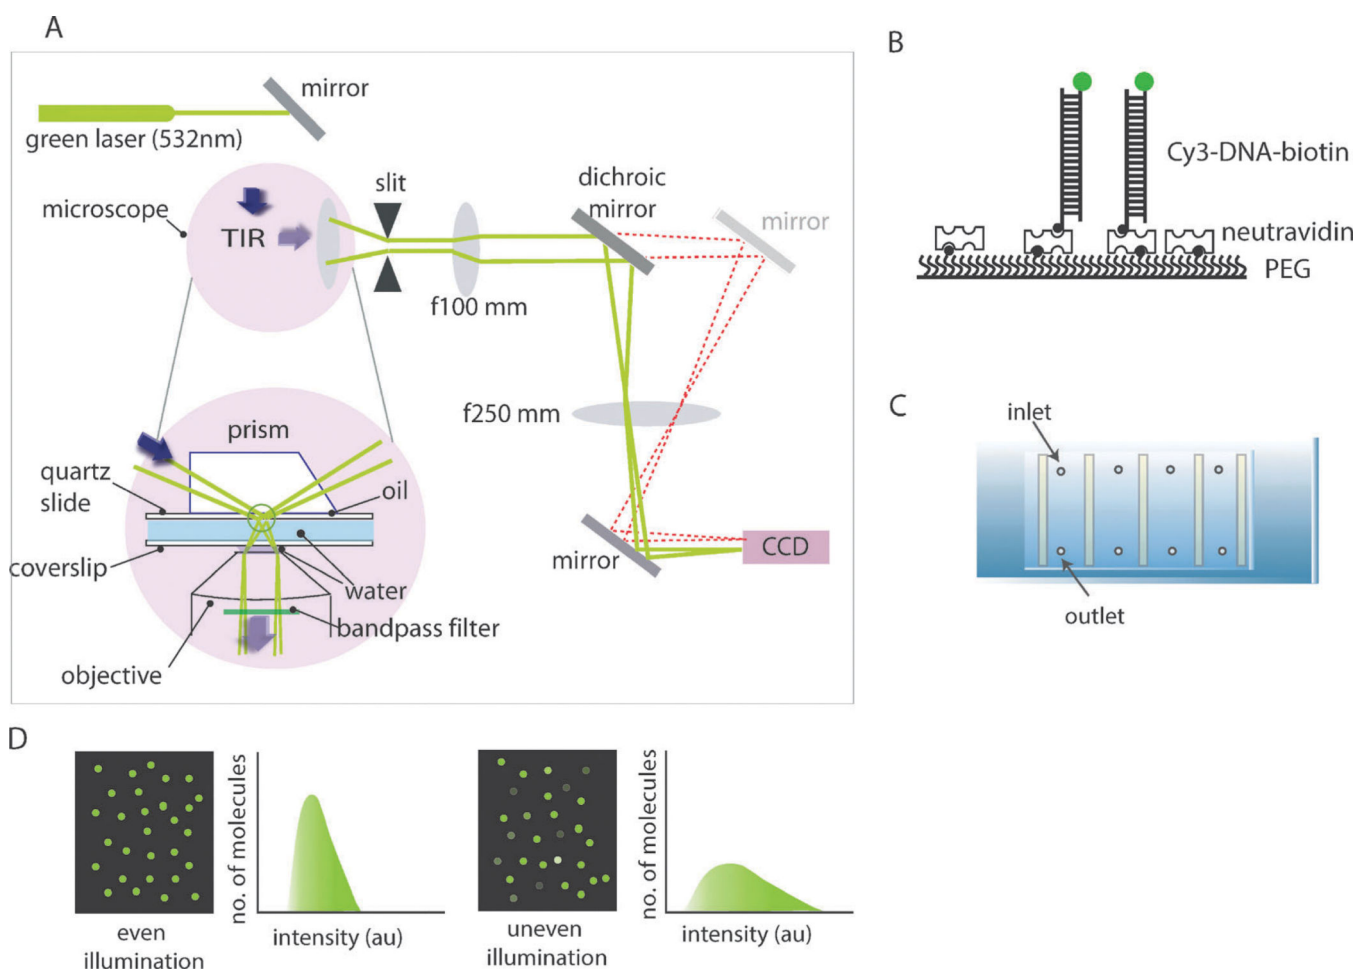 A
mirror
green laser (532nm)
slit
dichroic
mirror
mirror
microscope
TIR
f100 mm
f250 mm
prism
quartz
slide
oil
mirror
CCD
coverslip
water
bandpass filter
objective
B
Cy3-DNA-biotin
neutravidin
PEG
C
inlet
outlet
D
no. of molecules
even
illumination
intensity (au)
no. of molecules
uneven
illumination
intensity (au)